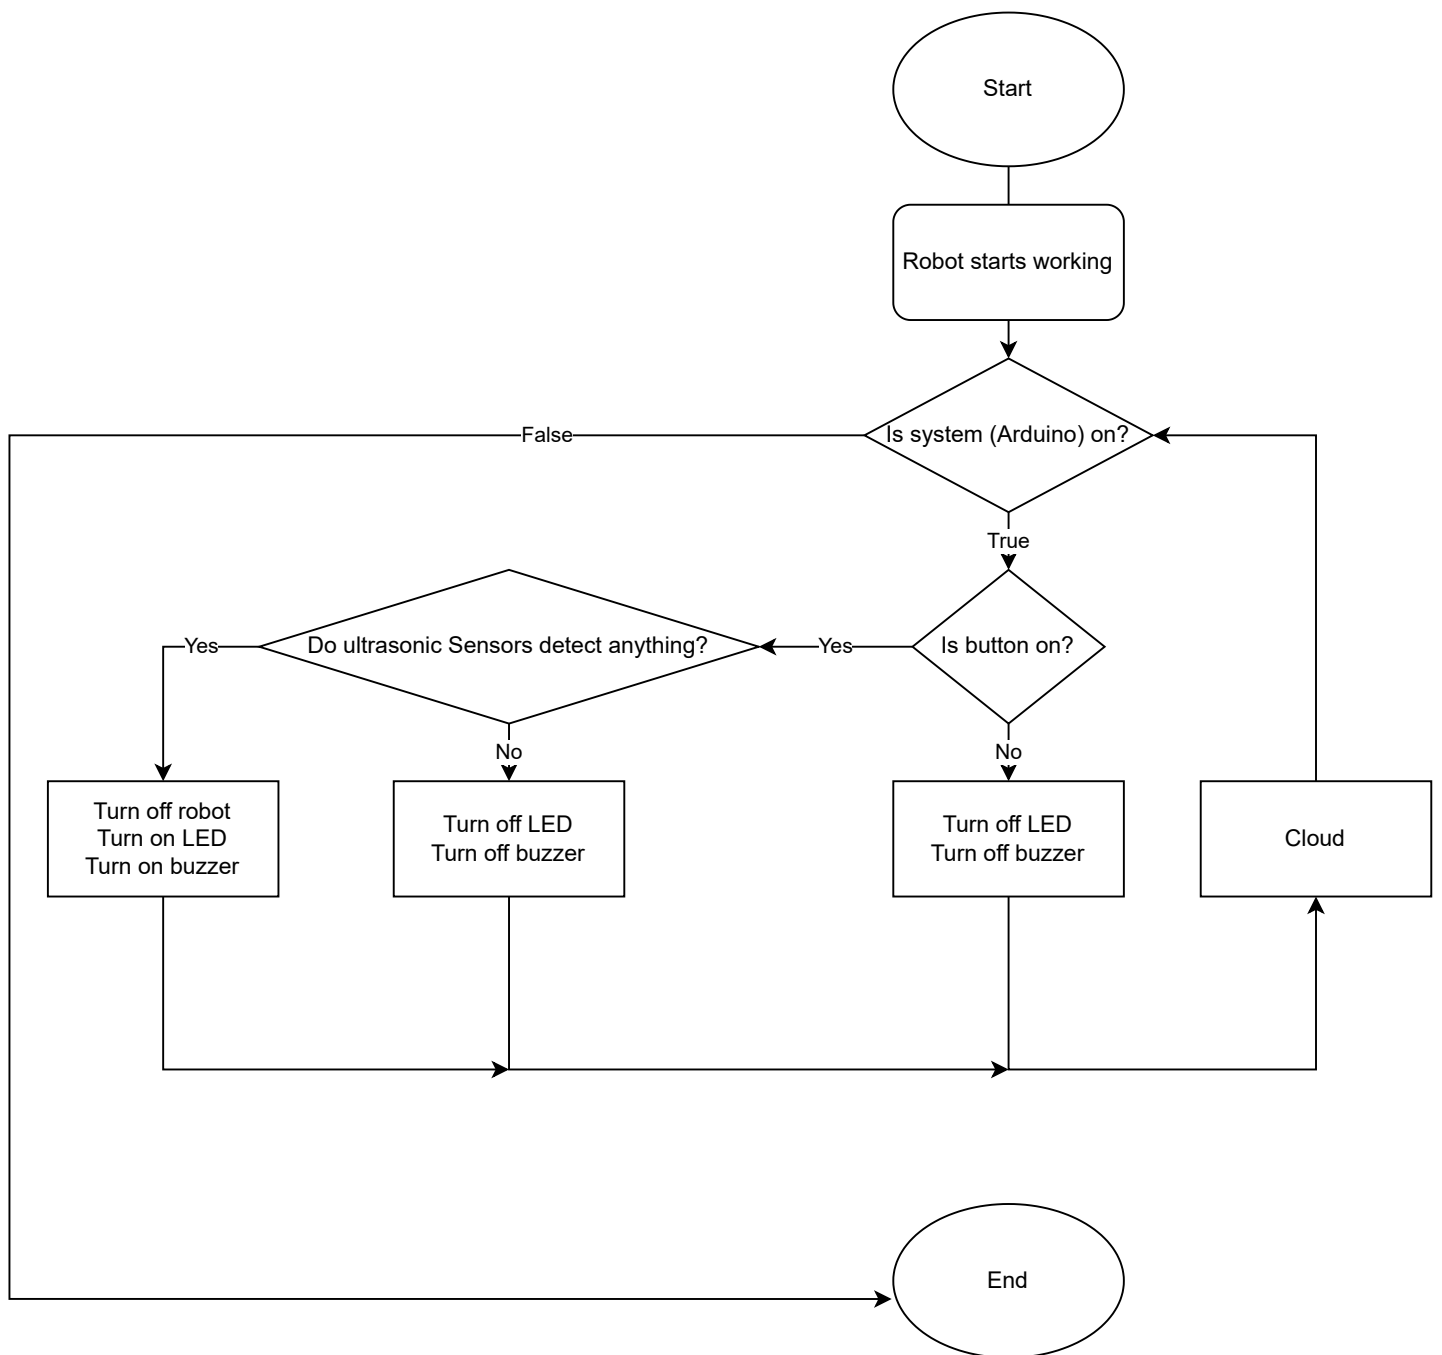 Start
Robot starts working
Is system (Arduino) on?
False
True
Do ultrasonic Sensors detect anything?
Is button on?
Yes
Yes
No
No
Turn off robot
Turn on LED
Turn on buzzer
Turn off LED
Turn off buzzer
Turn off LED
Turn off buzzer
Cloud
End